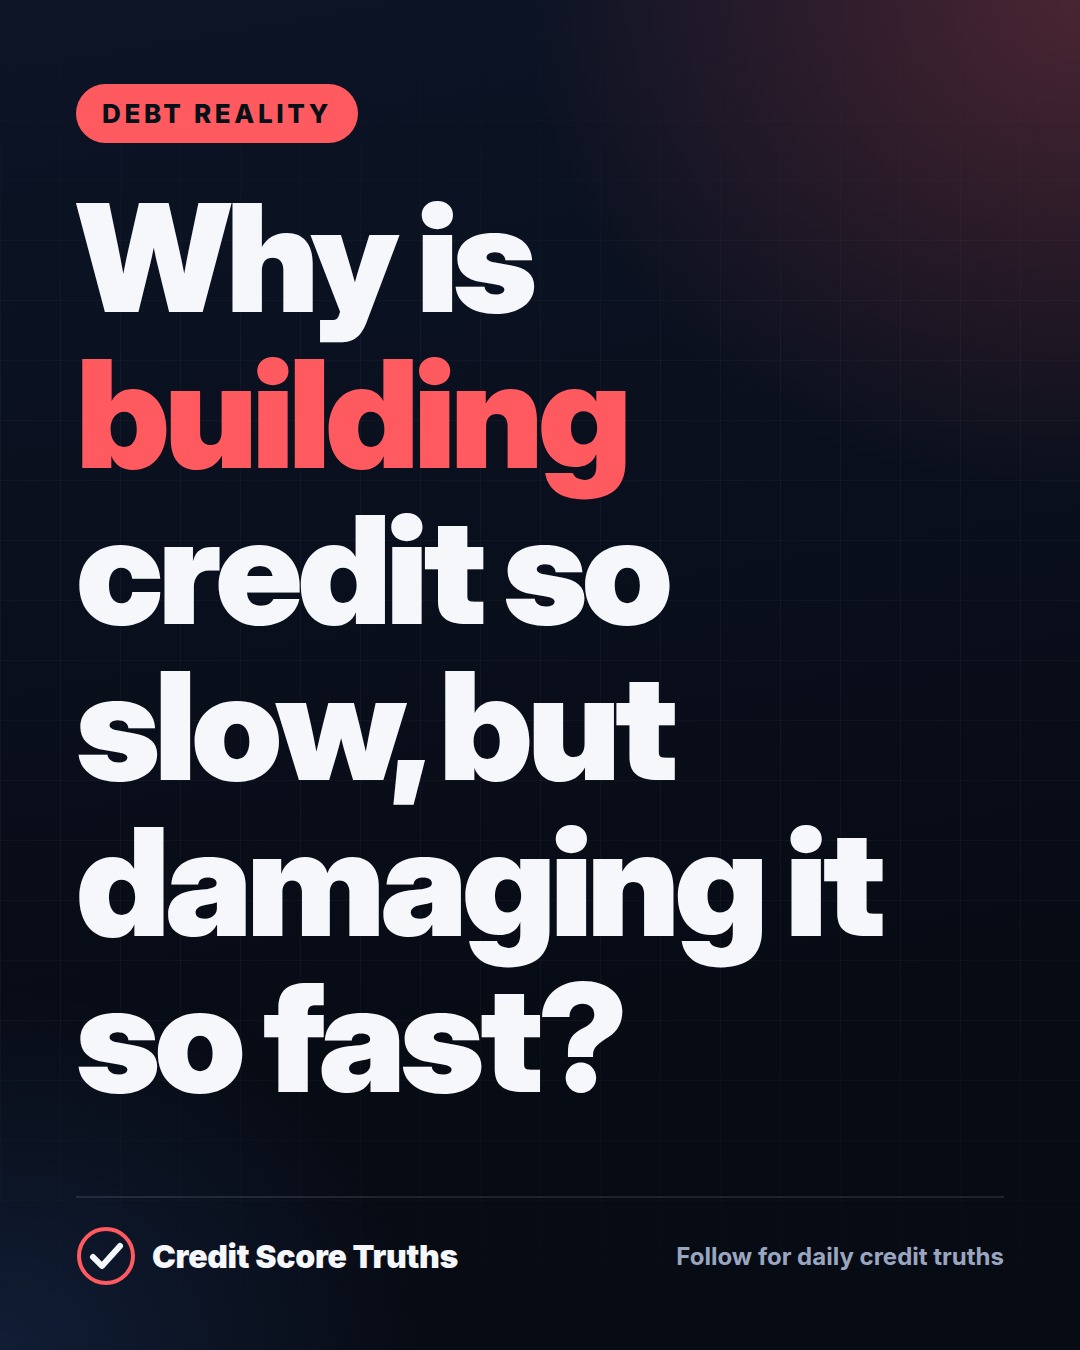 DEBT REALITY
Why is
building
credit so
slow, but
damaging it
so fast?
Credit Score Truths
Follow for daily credit truths